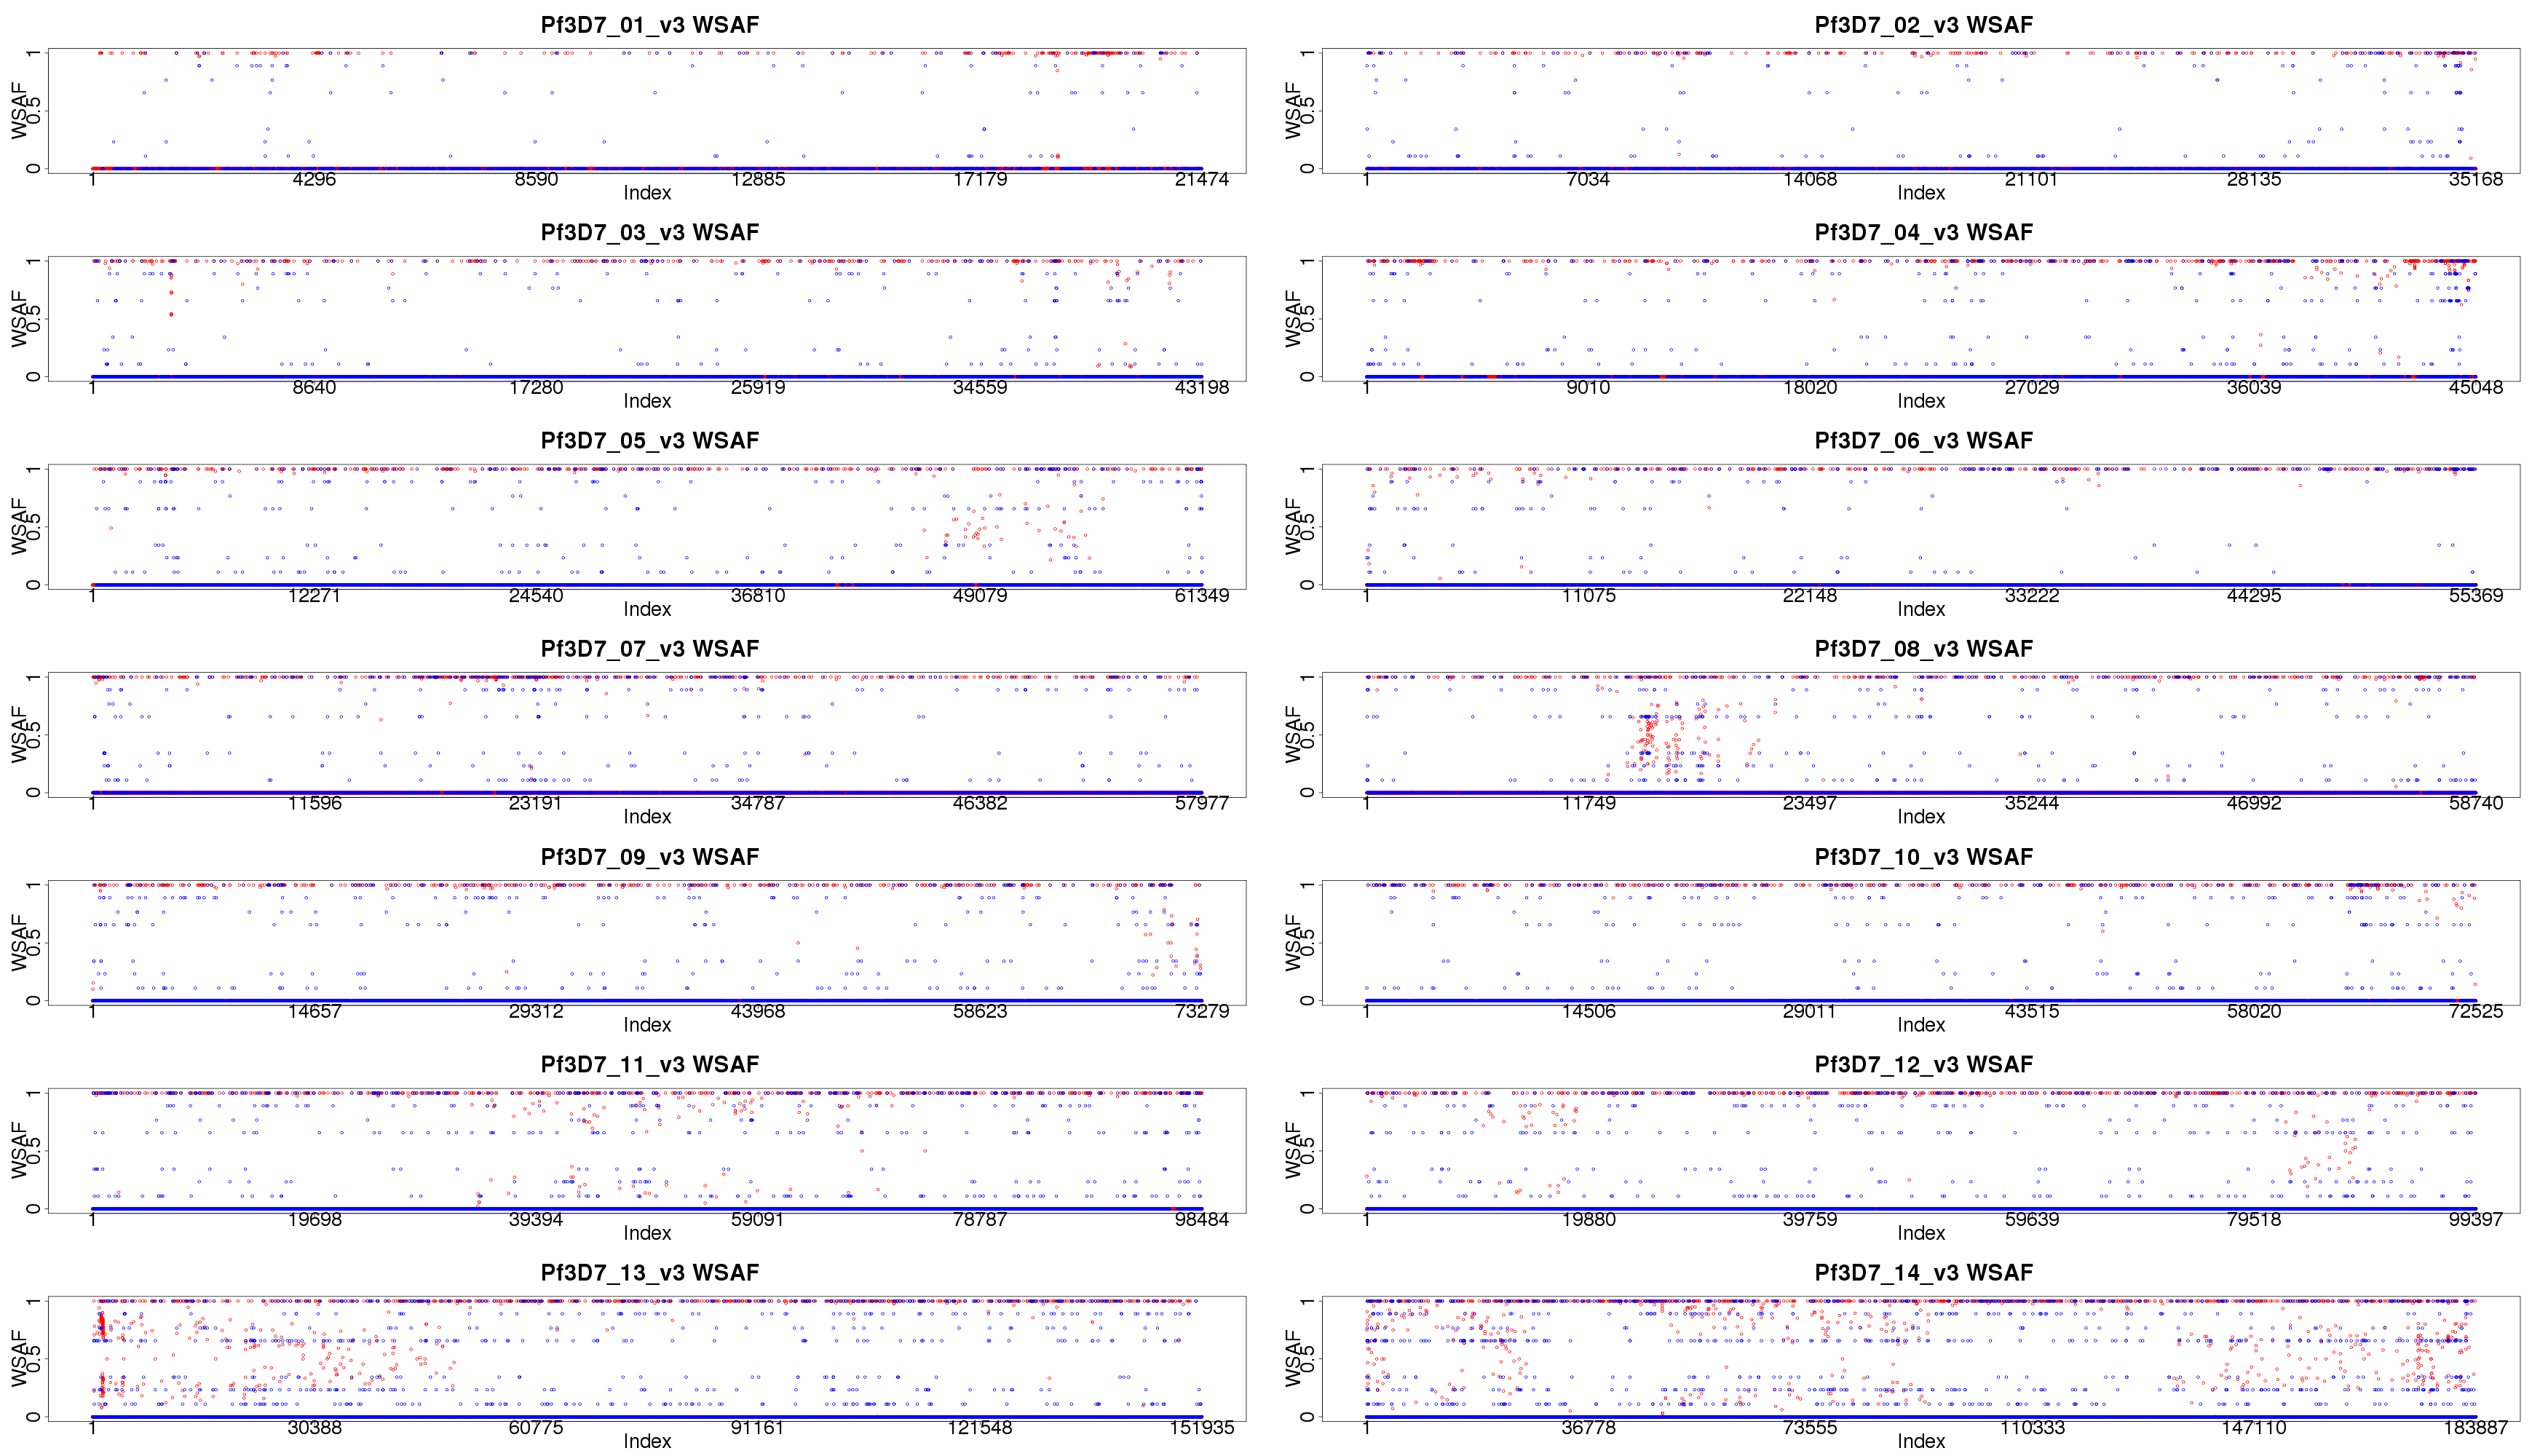 Pf3D7_01_v3 WSAF
WSAF
0 0.5 1
1 4296 8590 12885 17179 21474
Index
Pf3D7_02_v3 WSAF
WSAF
0 0.5 1
1 7034 14068 21101 28135 35168
Index
Pf3D7_03_v3 WSAF
WSAF
0 0.5 1
1 8640 17280 25919 34559 43198
Index
Pf3D7_04_v3 WSAF
WSAF
0 0.5 1
1 9010 18020 27029 36039 45048
Index
Pf3D7_05_v3 WSAF
WSAF
0 0.5 1
1 12271 24540 36810 49079 61349
Index
Pf3D7_06_v3 WSAF
WSAF
0 0.5 1
1 11075 22148 33222 44295 55369
Index
Pf3D7_07_v3 WSAF
WSAF
0 0.5 1
1 11596 23191 34787 46382 57977
Index
Pf3D7_08_v3 WSAF
WSAF
0 0.5 1
1 11749 23497 35244 46992 58740
Index
Pf3D7_09_v3 WSAF
WSAF
0 0.5 1
1 14657 29312 43968 58623 73279
Index
Pf3D7_10_v3 WSAF
WSAF
0 0.5 1
1 14506 29011 43515 58020 72525
Index
Pf3D7_11_v3 WSAF
WSAF
0 0.5 1
1 19698 39394 59091 78787 98484
Index
Pf3D7_12_v3 WSAF
WSAF
0 0.5 1
1 19880 39759 59639 79518 99397
Index
Pf3D7_13_v3 WSAF
WSAF
0 0.5 1
1 30388 60775 91161 121548 151935
Index
Pf3D7_14_v3 WSAF
WSAF
0 0.5 1
1 36778 73555 110333 147110 183887
Index